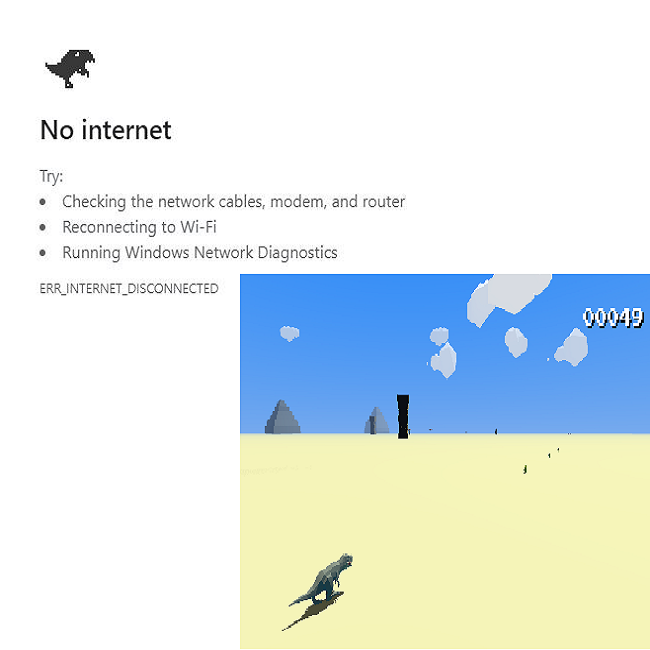 No internet
Try:
• Checking the network cables, modem, and router
• Reconnecting to Wi-Fi
• Running Windows Network Diagnostics
ERR_INTERNET_DISCONNECTED
00049